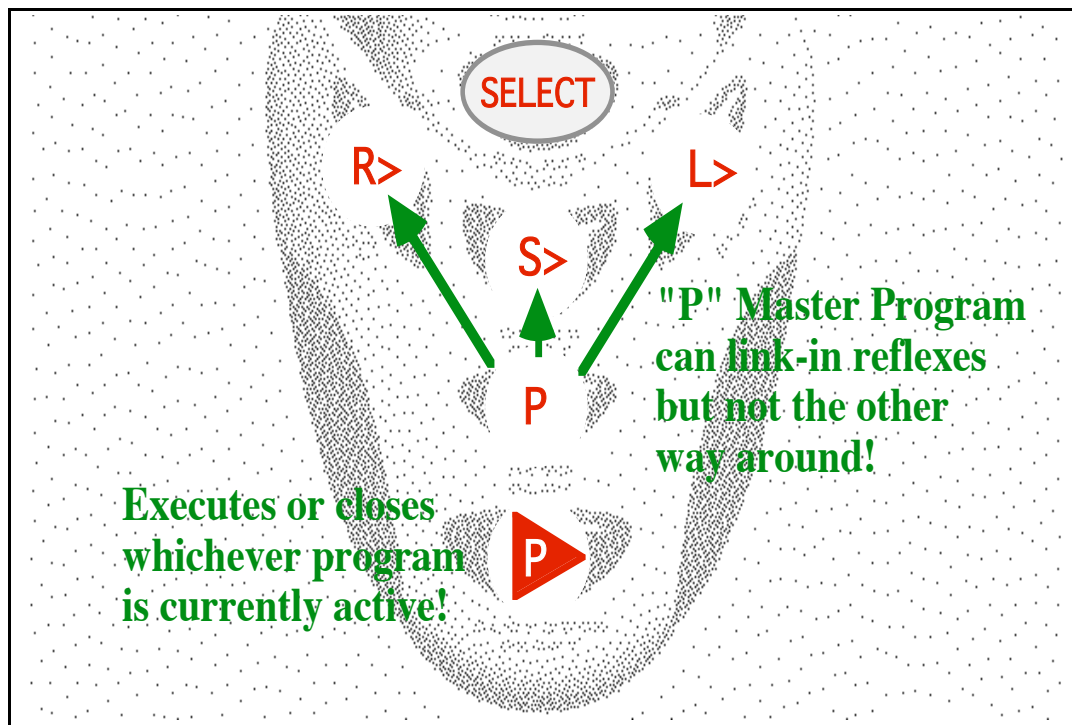 SELECT
R>
L>
S>
"P" Master Program
can link-in reflexes
but not the other
way around!
P
Executes or closes
whichever program
is currently active!
P